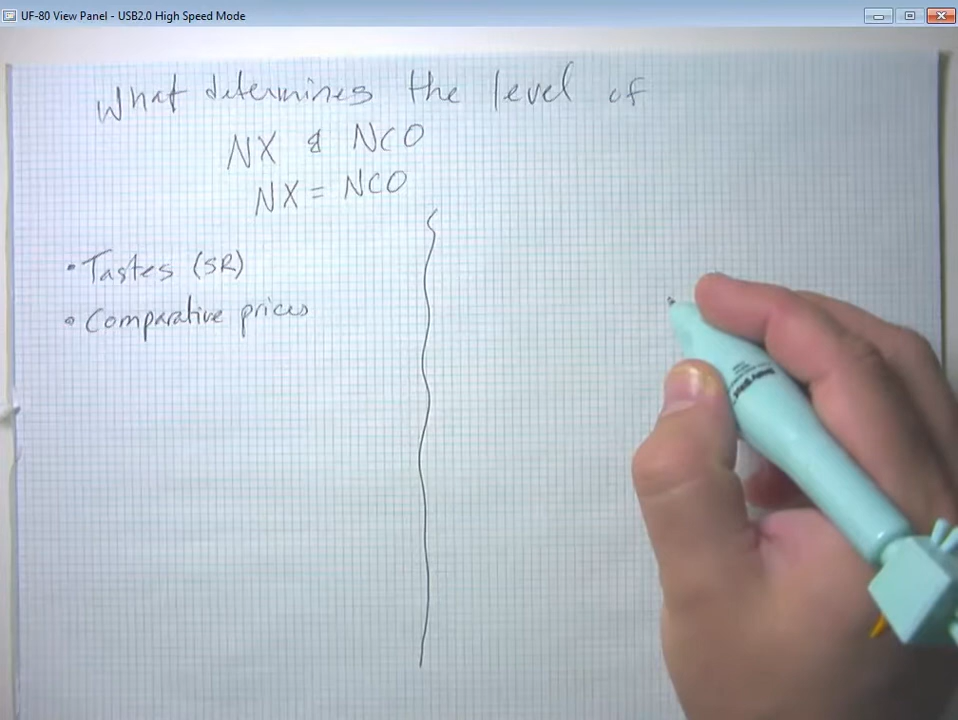 UF-80 View Panel - USB2.0 High Speed Mode
What determines the level of
NX & NCO
NX = NCO
• Tastes (SR)
• Comparative prices